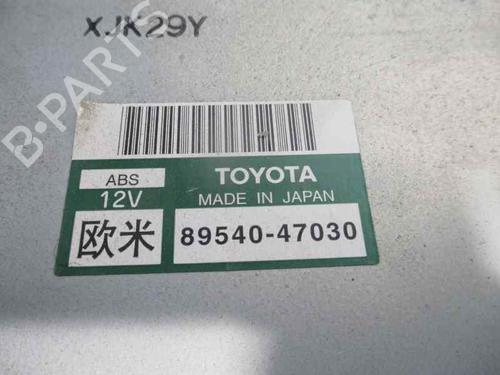 XJK29Y
B-PARTS
ABS
12V
欧米
TOYOTA
MADE IN JAPAN
89540-47030